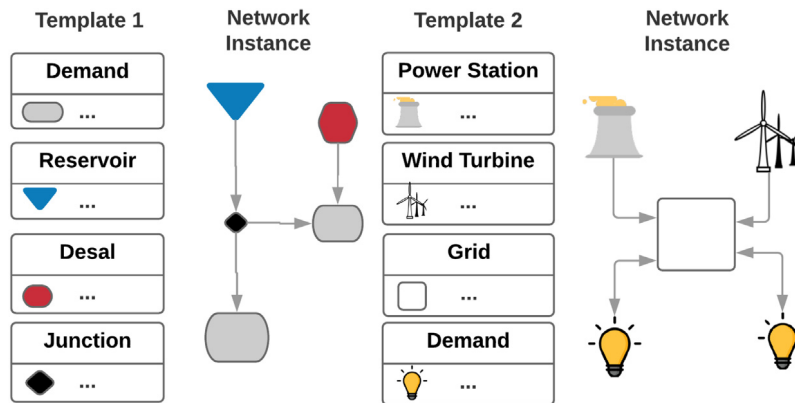 Template 1
Network
Instance
Template 2
Network
Instance
Demand
...
Reservoir
...
Desal
...
Junction
...
Power Station
...
Wind Turbine
...
Grid
...
Demand
...